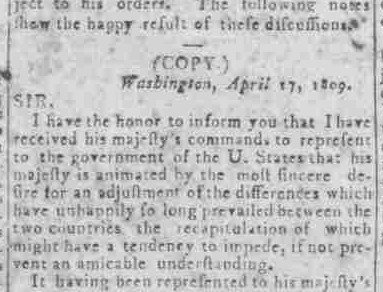 ject to his orders. The following notes
ſhow the happy reſult of theſe diſcuſſions."
(COPY.)
Waſhington, April 17, 1809.
SIR,
I have the honor to inform you that I have
received his majeſty's commands to repreſent
to the government of the U. States that his
majeſty is animated by the moſt ſincere de-
ſire for an adjuſtment of the differences which
have unhappily ſo long prevailed between the
two countries the recapitulation of which
might have a tendency to impede, if not pre-
vent an amicable underſtanding.
It having been repreſented to his majeſty's